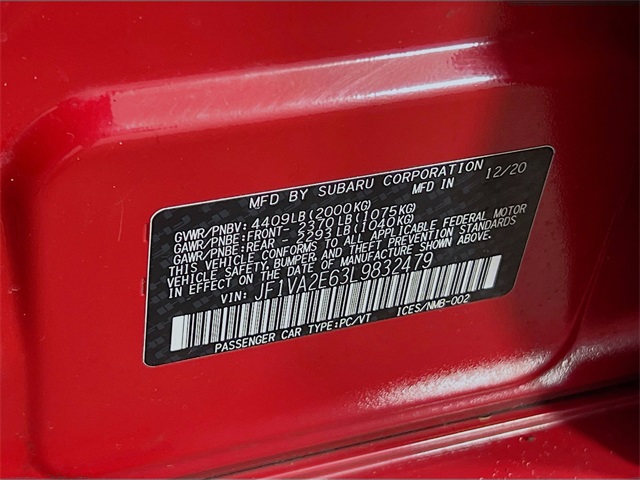 MFD BY SUBARU CORPORATION
MFD IN 12/20
GVWR/PNBV: 4409LB(2000KG)
GAWR/PNBE:FRONT- 2370LB(1075KG)
GAWR/PNBE:REAR - 2293LB(1040KG)
THIS VEHICLE CONFORMS TO ALL APPLICABLE FEDERAL MOTOR
VEHICLE SAFETY, BUMPER, AND THEFT PREVENTION STANDARDS
IN EFFECT ON THE DATE OF MANUFACTURE SHOWN ABOVE.
VIN: JF1VA2E63L9832479
PASSENGER CAR TYPE:PC/VT ICES/NMB-002